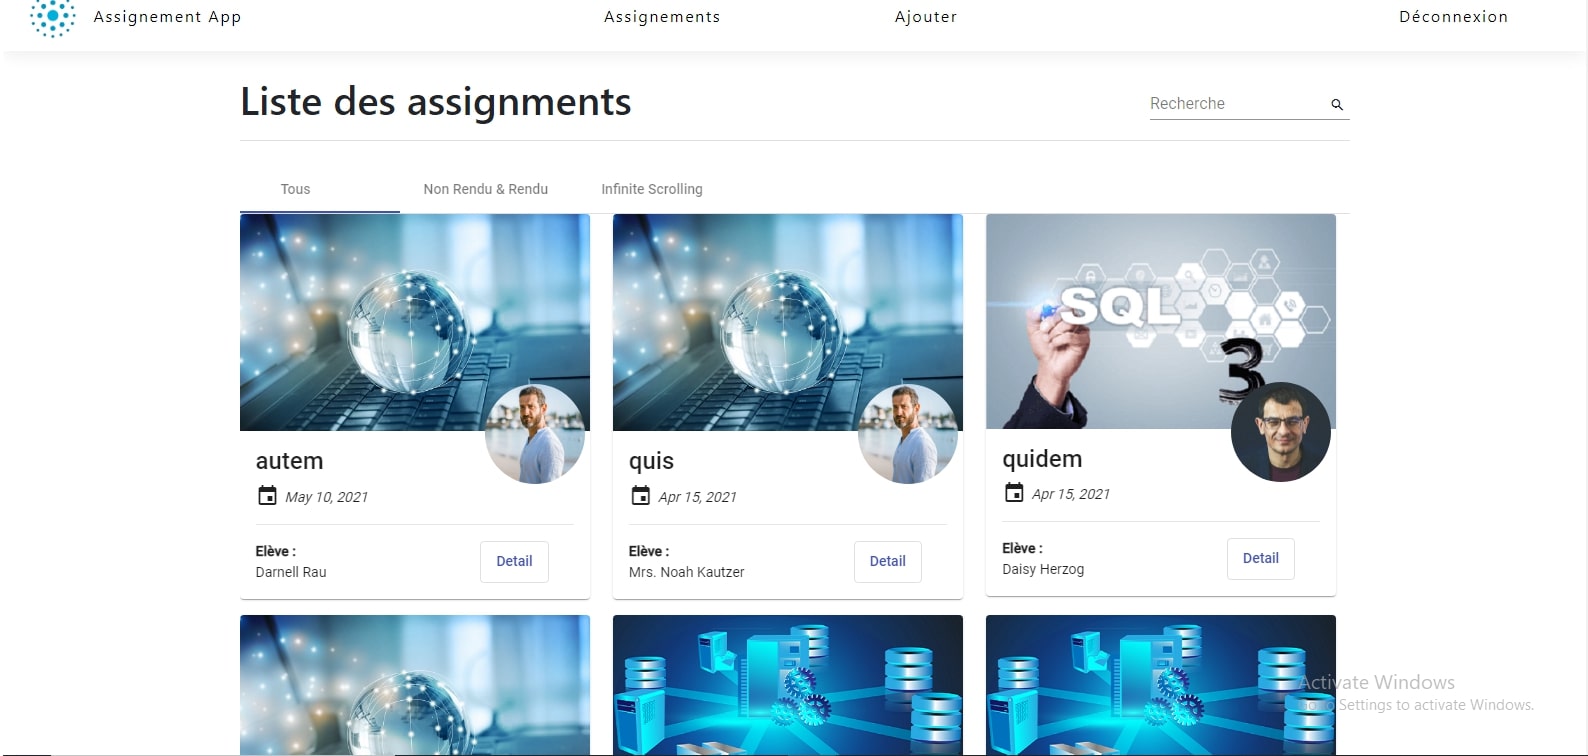 Assignement App
Assignements
Ajouter
Déconnexion
Liste des assignments
Recherche
Tous
Non Rendu & Rendu
Infinite Scrolling
SQL
3
autem
May 10, 2021
Elève :
Darnell Rau
Detail
quis
Apr 15, 2021
Elève :
Mrs. Noah Kautzer
Detail
quidem
Apr 15, 2021
Elève :
Daisy Herzog
Detail
Activate Windows
Go to Settings to activate Windows.